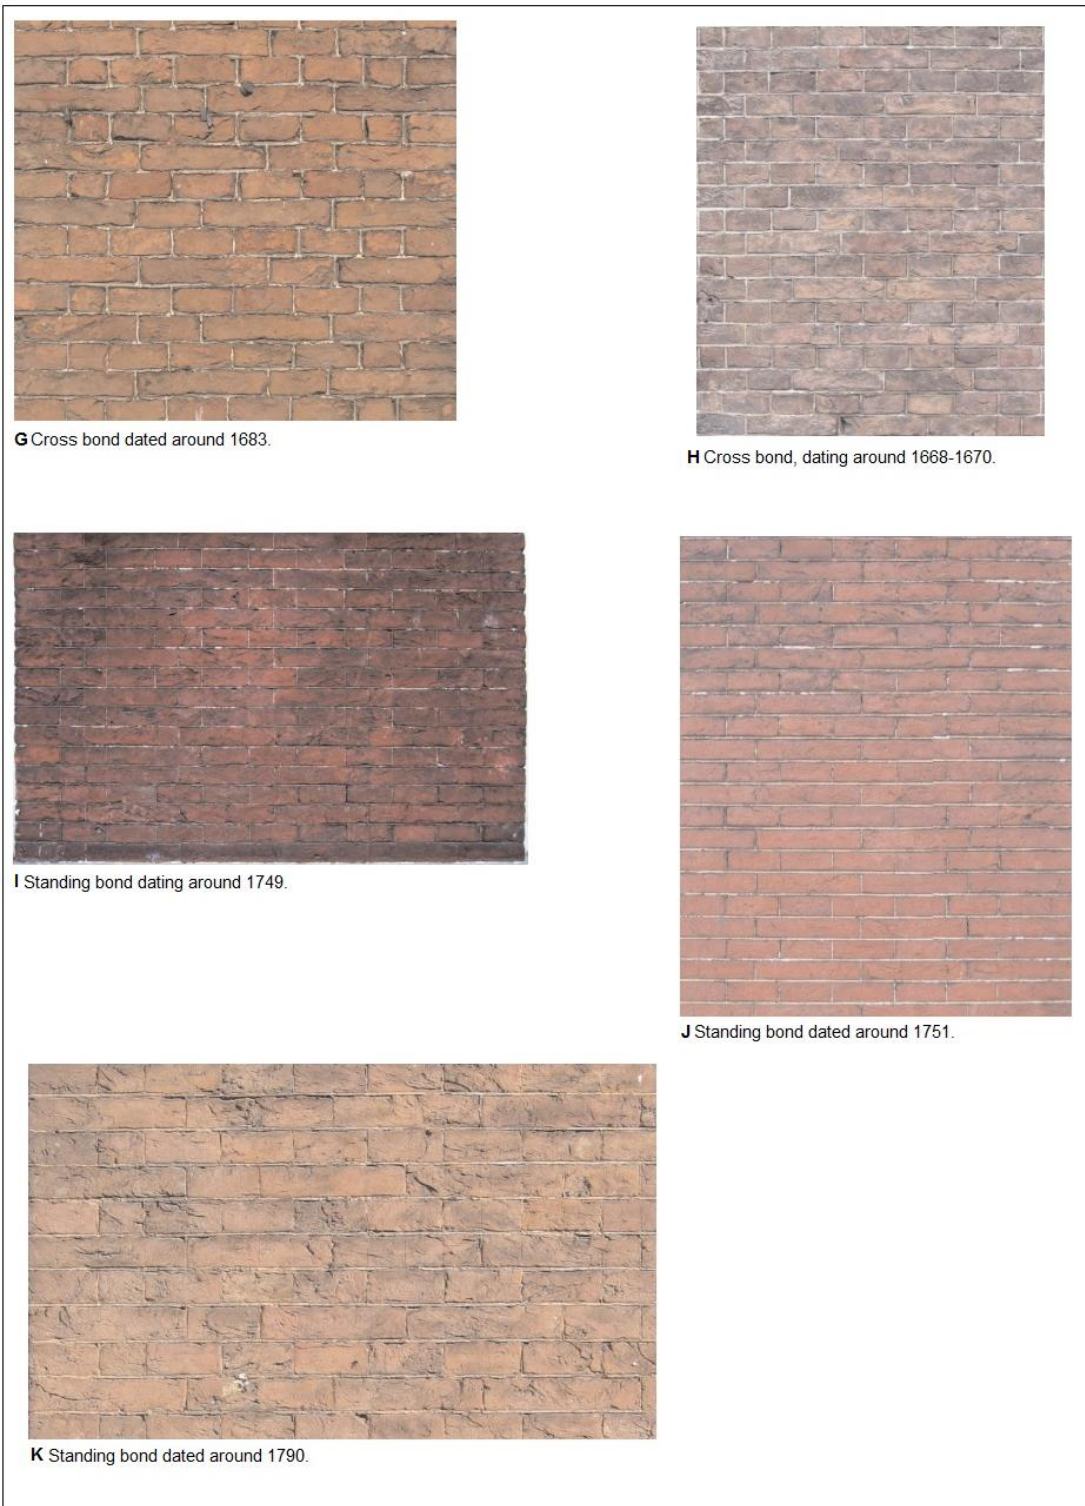 G Cross bond dated around 1683.
H Cross bond, dating around 1668-1670.
I Standing bond dating around 1749.
J Standing bond dated around 1751.
K Standing bond dated around 1790.